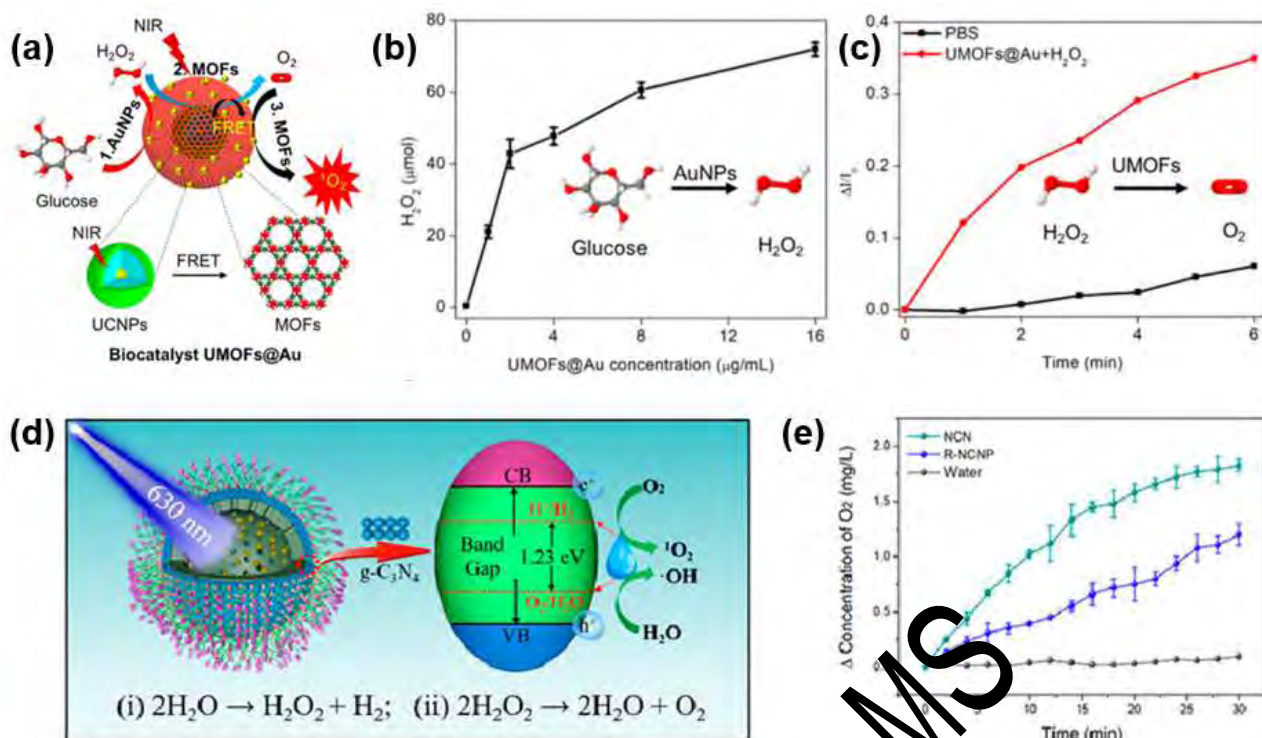 (a)
NIR
H₂O₂
2. MOFs
O₂
FRET
1.AuNPs
3. MOFs
¹O₂
Glucose
NIR
FRET
UCNPs
MOFs
Biocatalyst UMOFs@Au
(b)
80
60
40
20
0
H₂O₂ (μmol)
AuNPs
Glucose
H₂O₂
0
4
8
12
16
UMOFs@Au concentration (μg/mL)
(c)
0.4
0.3
0.2
0.1
0.0
ΔI/I₀
PBS
UMOFs@Au+H₂O₂
UMOFs
H₂O₂
O₂
0
2
4
6
Time (min)
(d)
630 nm
g-C₃N₄
CB
e⁻
Band
Gap
1.23 eV
VB
h⁺
O₂
¹O₂
·OH
H₂O
(i) 2H₂O → H₂O₂ + H₂; (ii) 2H₂O₂ → 2H₂O + O₂
(e)
NCN
R-NCNP
Water
2.0
1.5
1.0
0.5
Δ Concentration of O₂ (mg/L)
10
15
20
25
30
Time (min)
MS